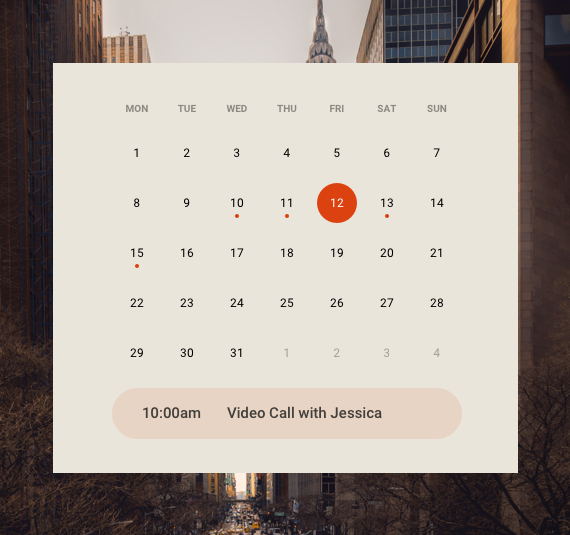 MON TUE WED THU FRI SAT SUN
1 2 3 4 5 6 7
8 9 10 11 12 13 14
15 16 17 18 19 20 21
22 23 24 25 26 27 28
29 30 31 1 2 3 4
10:00am Video Call with Jessica